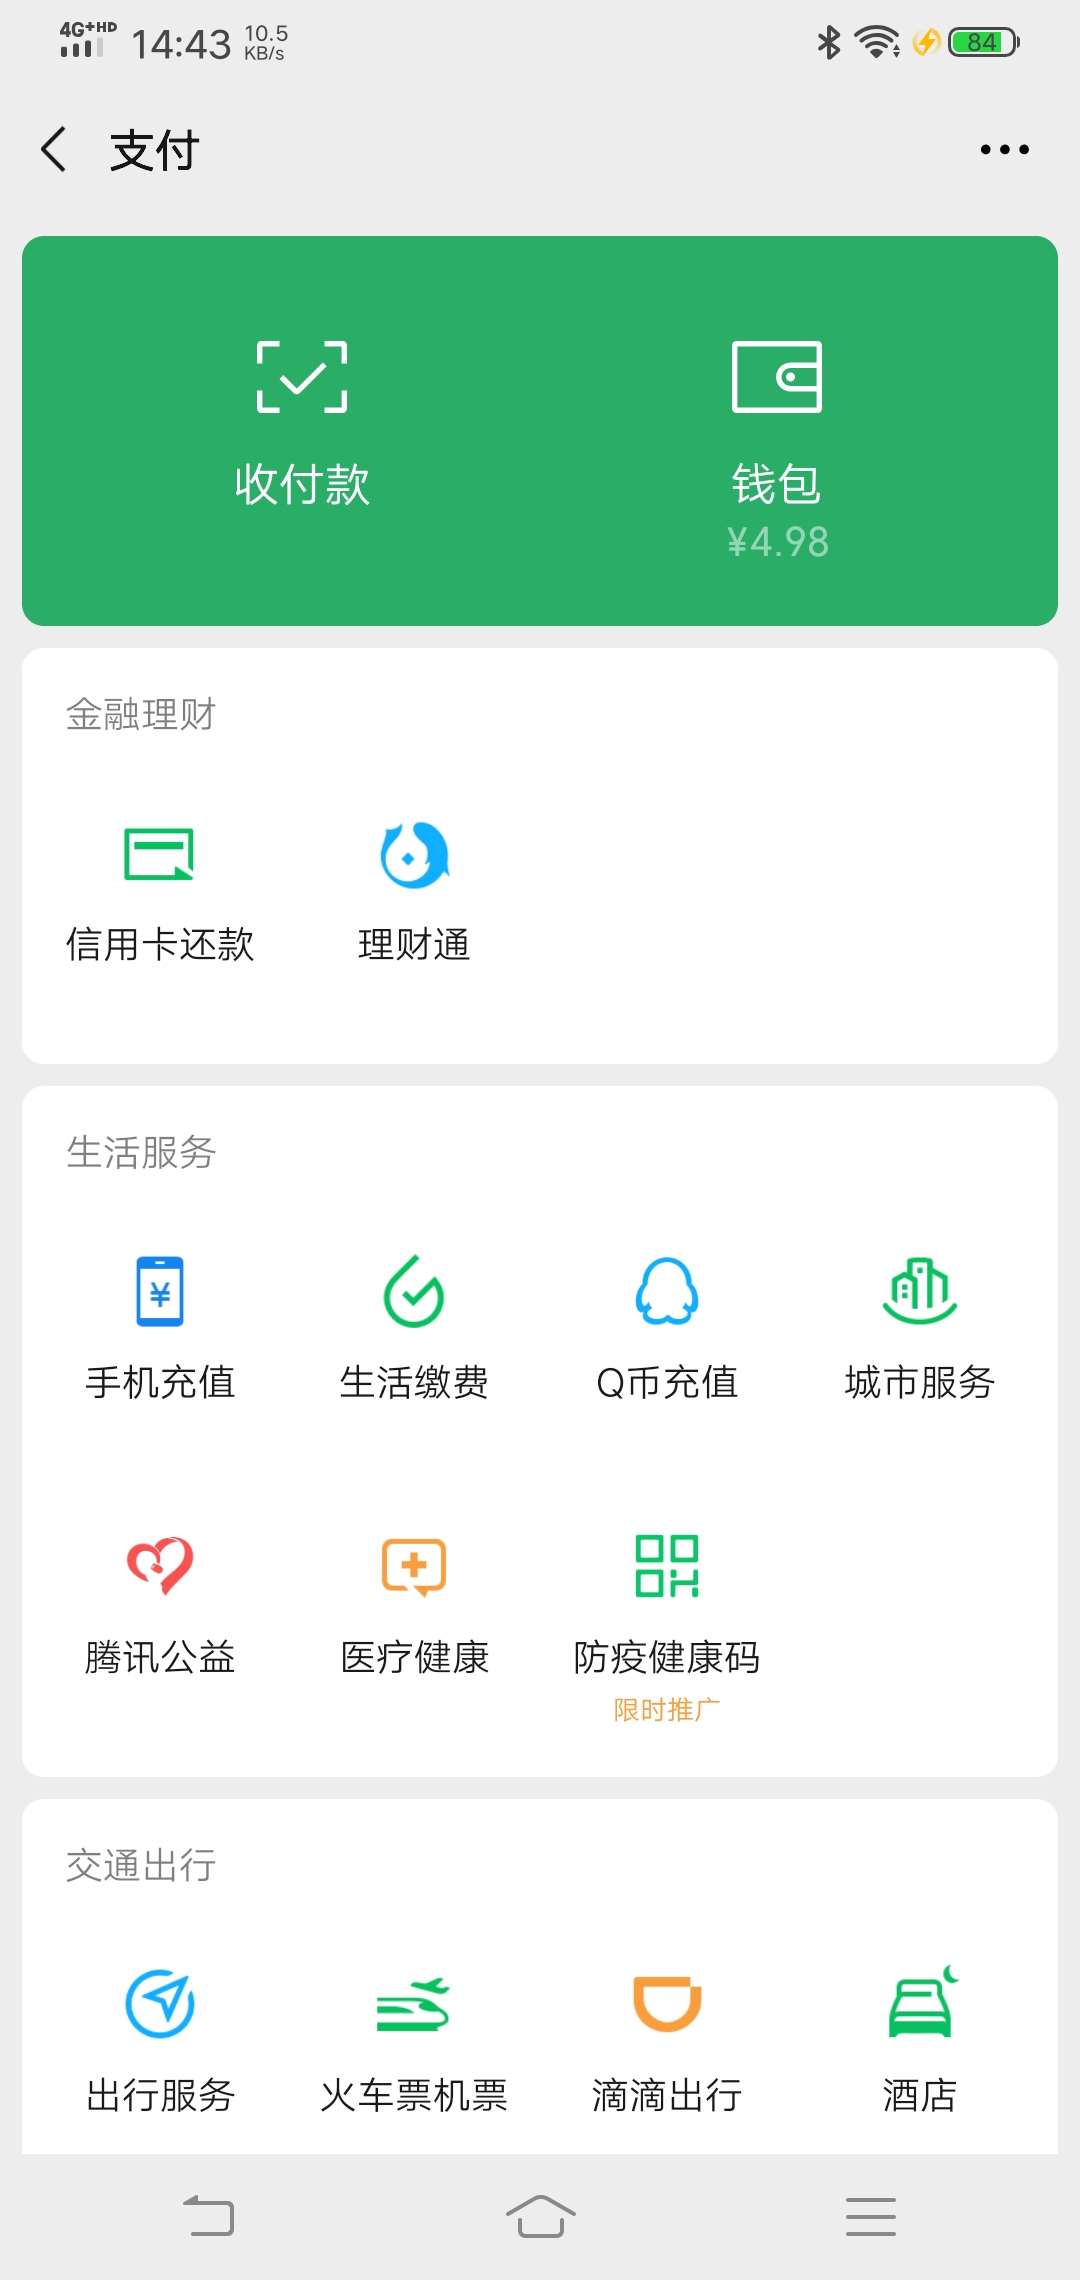 4G+HD 14:43 10.5 KB/s 84
支付
收付款 钱包
¥4.98
金融理财
信用卡还款 理财通
生活服务
手机充值 生活缴费 Q币充值 城市服务
腾讯公益 医疗健康 防疫健康码
限时推广
交通出行
出行服务 火车票机票 滴滴出行 酒店